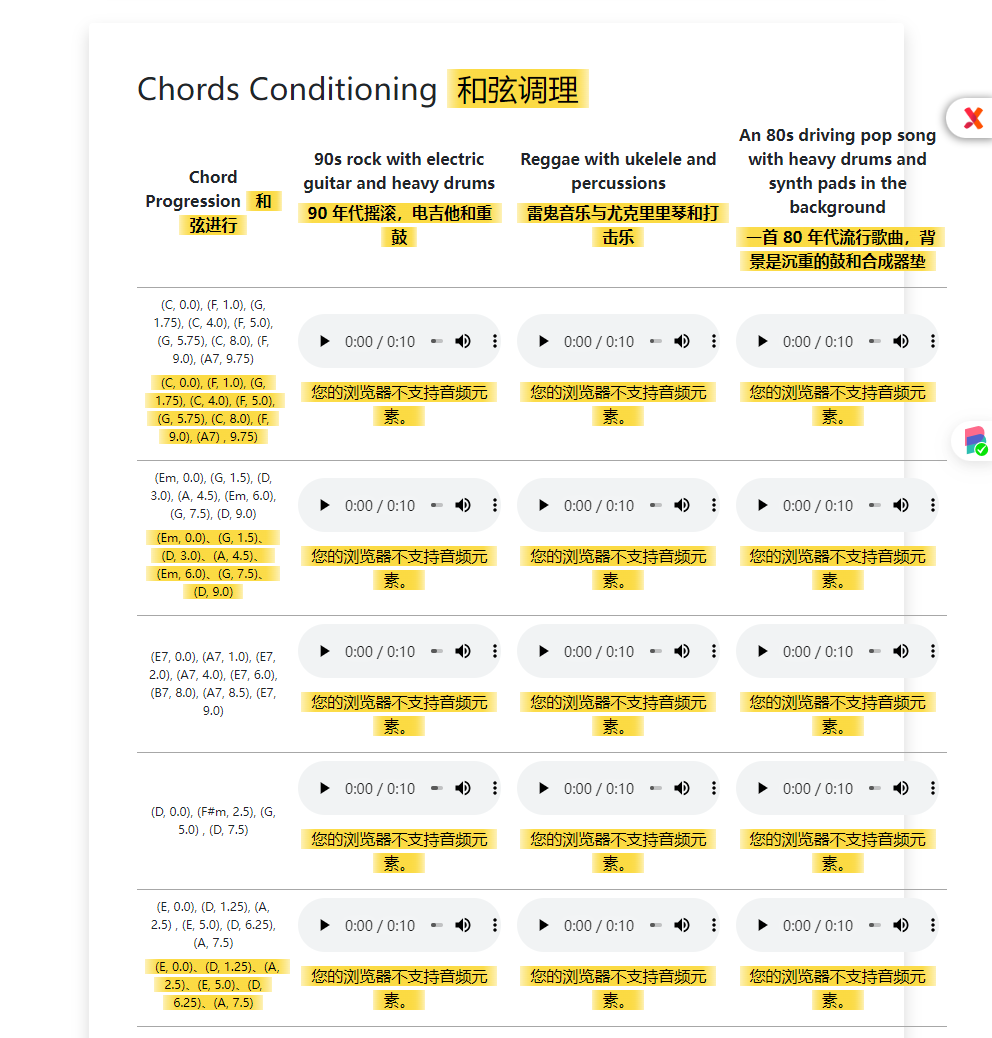 Chords Conditioning 和弦调理
Chord
Progression 和
弦进行
90s rock with electric
guitar and heavy drums
90 年代摇滚，电吉他和重
鼓
Reggae with ukelele and
percussions
雷鬼音乐与尤克里里琴和打
击乐
An 80s driving pop song
with heavy drums and
synth pads in the
background
一首 80 年代流行歌曲，背
景是沉重的鼓和合成器垫
(C, 0.0), (F, 1.0), (G,
1.75), (C, 4.0), (F, 5.0),
(G, 5.75), (C, 8.0), (F,
9.0), (A7, 9.75)
(C, 0.0), (F, 1.0), (G,
1.75), (C, 4.0), (F, 5.0),
(G, 5.75), (C, 8.0), (F,
9.0), (A7) , 9.75)
0:00 / 0:10
您的浏览器不支持音频元
素。
0:00 / 0:10
您的浏览器不支持音频元
素。
0:00 / 0:10
您的浏览器不支持音频元
素。
(Em, 0.0), (G, 1.5), (D,
3.0), (A, 4.5), (Em, 6.0),
(G, 7.5), (D, 9.0)
(Em, 0.0)、(G, 1.5)、
(D, 3.0)、(A, 4.5)、
(Em, 6.0)、(G, 7.5)、
(D, 9.0)
0:00 / 0:10
您的浏览器不支持音频元
素。
0:00 / 0:10
您的浏览器不支持音频元
素。
0:00 / 0:10
您的浏览器不支持音频元
素。
(E7, 0.0), (A7, 1.0), (E7,
2.0), (A7, 4.0), (E7, 6.0),
(B7, 8.0), (A7, 8.5), (E7,
9.0)
0:00 / 0:10
您的浏览器不支持音频元
素。
0:00 / 0:10
您的浏览器不支持音频元
素。
0:00 / 0:10
您的浏览器不支持音频元
素。
(D, 0.0), (F#m, 2.5), (G,
5.0) , (D, 7.5)
0:00 / 0:10
您的浏览器不支持音频元
素。
0:00 / 0:10
您的浏览器不支持音频元
素。
0:00 / 0:10
您的浏览器不支持音频元
素。
(E, 0.0), (D, 1.25), (A,
2.5) , (E, 5.0), (D, 6.25),
(A, 7.5)
(E, 0.0)、(D, 1.25)、(A,
2.5)、(E, 5.0)、(D,
6.25)、(A, 7.5)
0:00 / 0:10
您的浏览器不支持音频元
素。
0:00 / 0:10
您的浏览器不支持音频元
素。
0:00 / 0:10
您的浏览器不支持音频元
素。